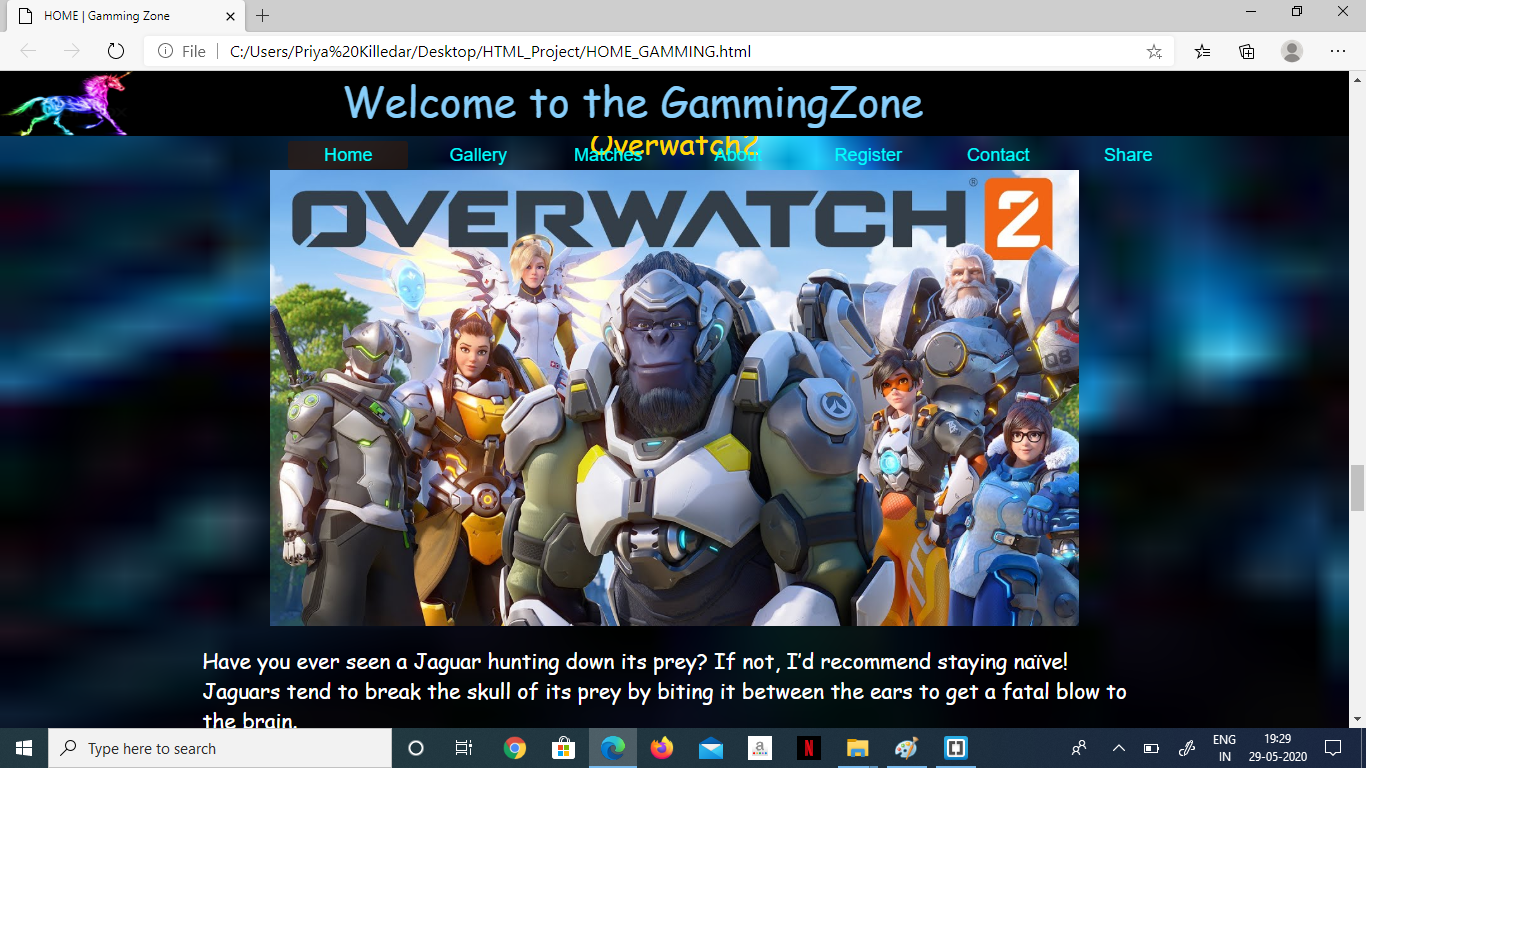 HOME | Gamming Zone
File
C:/Users/Priya%20Killedar/Desktop/HTML_Project/HOME_GAMMING.html
Welcome to the GammingZone
Overwatch2
Home Gallery Matches About Register Contact Share
OVERWATCH® 2
08
Have you ever seen a Jaguar hunting down its prey? If not, I’d recommend staying naïve!
Jaguars tend to break the skull of its prey by biting it between the ears to get a fatal blow to
the brain.
Type here to search
a
N
ENG
IN
19:29
29-05-2020